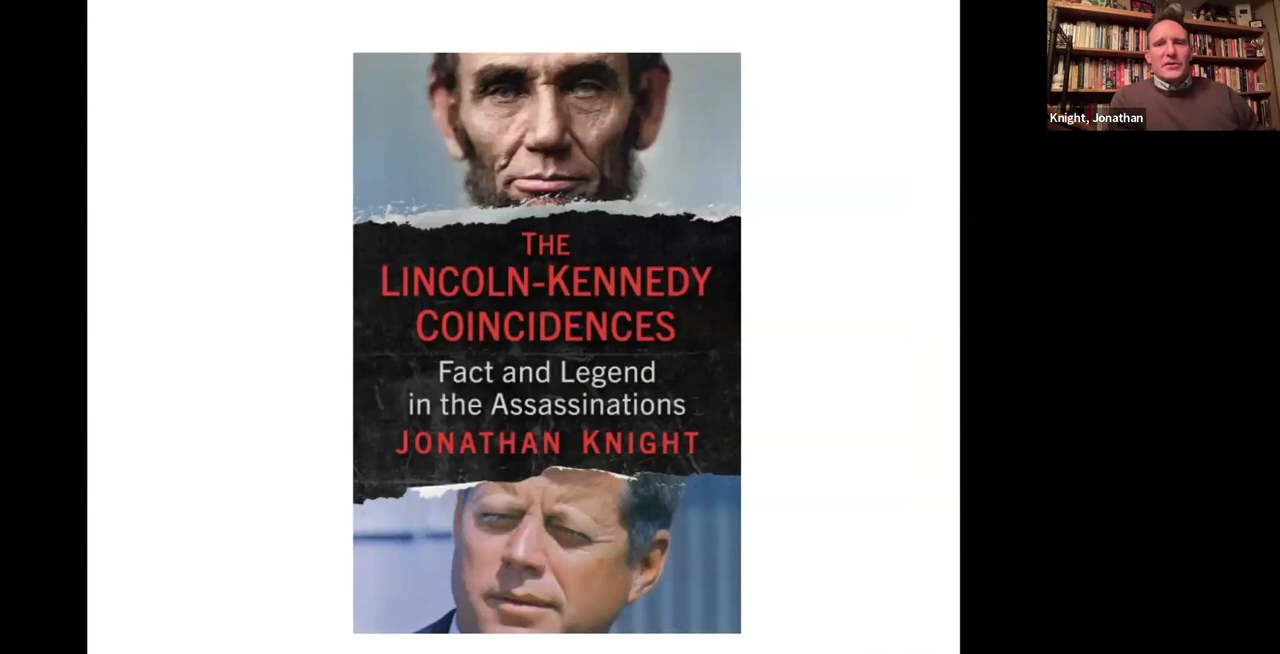 THE
LINCOLN-KENNEDY
COINCIDENCES
Fact and Legend
in the Assassinations
JONATHAN KNIGHT
Knight, Jonathan